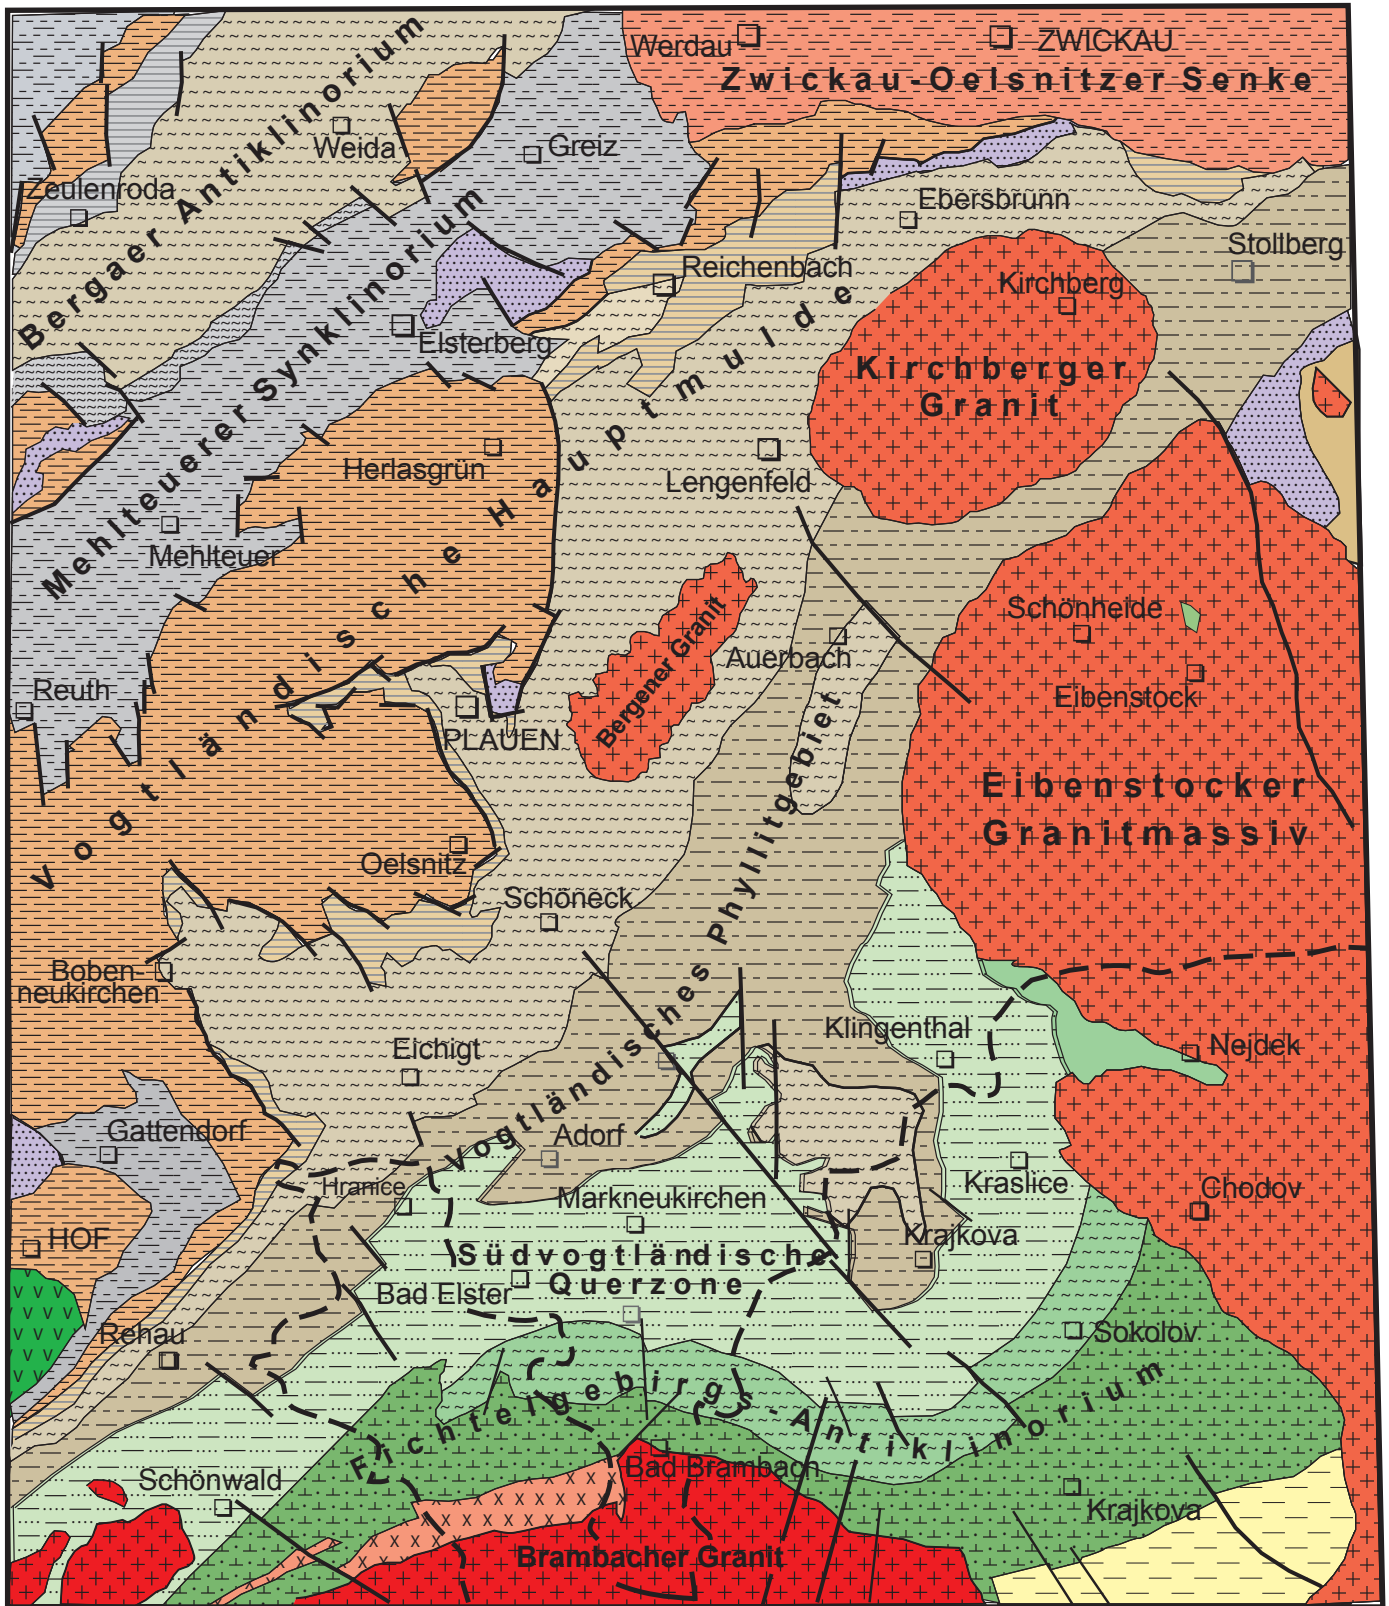 Werdau
ZWICKAU
Zwickau-Oelsnitzer Senke
Bergaer Antiklinorium
Weida
Greiz
Zeulenroda
Ebersbrunn
Stollberg
Reichenbach
Kirchberg
Mehlteuerer Synklinorium
Elsterberg
Kirchberger
Granit
Vogtländische Hauptmulde
Herlasgrün
Lengenfeld
Mehlteuer
Bergener Granit
Schönheide
Auerbach
Eibenstock
Reuth
PLAUEN
Eibenstocker
Granitmassiv
Oelsnitz
Schöneck
Vogtländisches Phyllitgebiet
Boben-
neukirchen
Klingenthal
Eichigt
Nejdek
Gattendorf
Adorf
Hranice
Markneukirchen
Kraslice
Chodov
HOF
Krajkova
Südvogtländische
Querzone
Bad Elster
Rehau
Sokolov
Fichtelgebirgs-Antiklinorium
Bad Brambach
Schönwald
Krajkova
Brambacher Granit